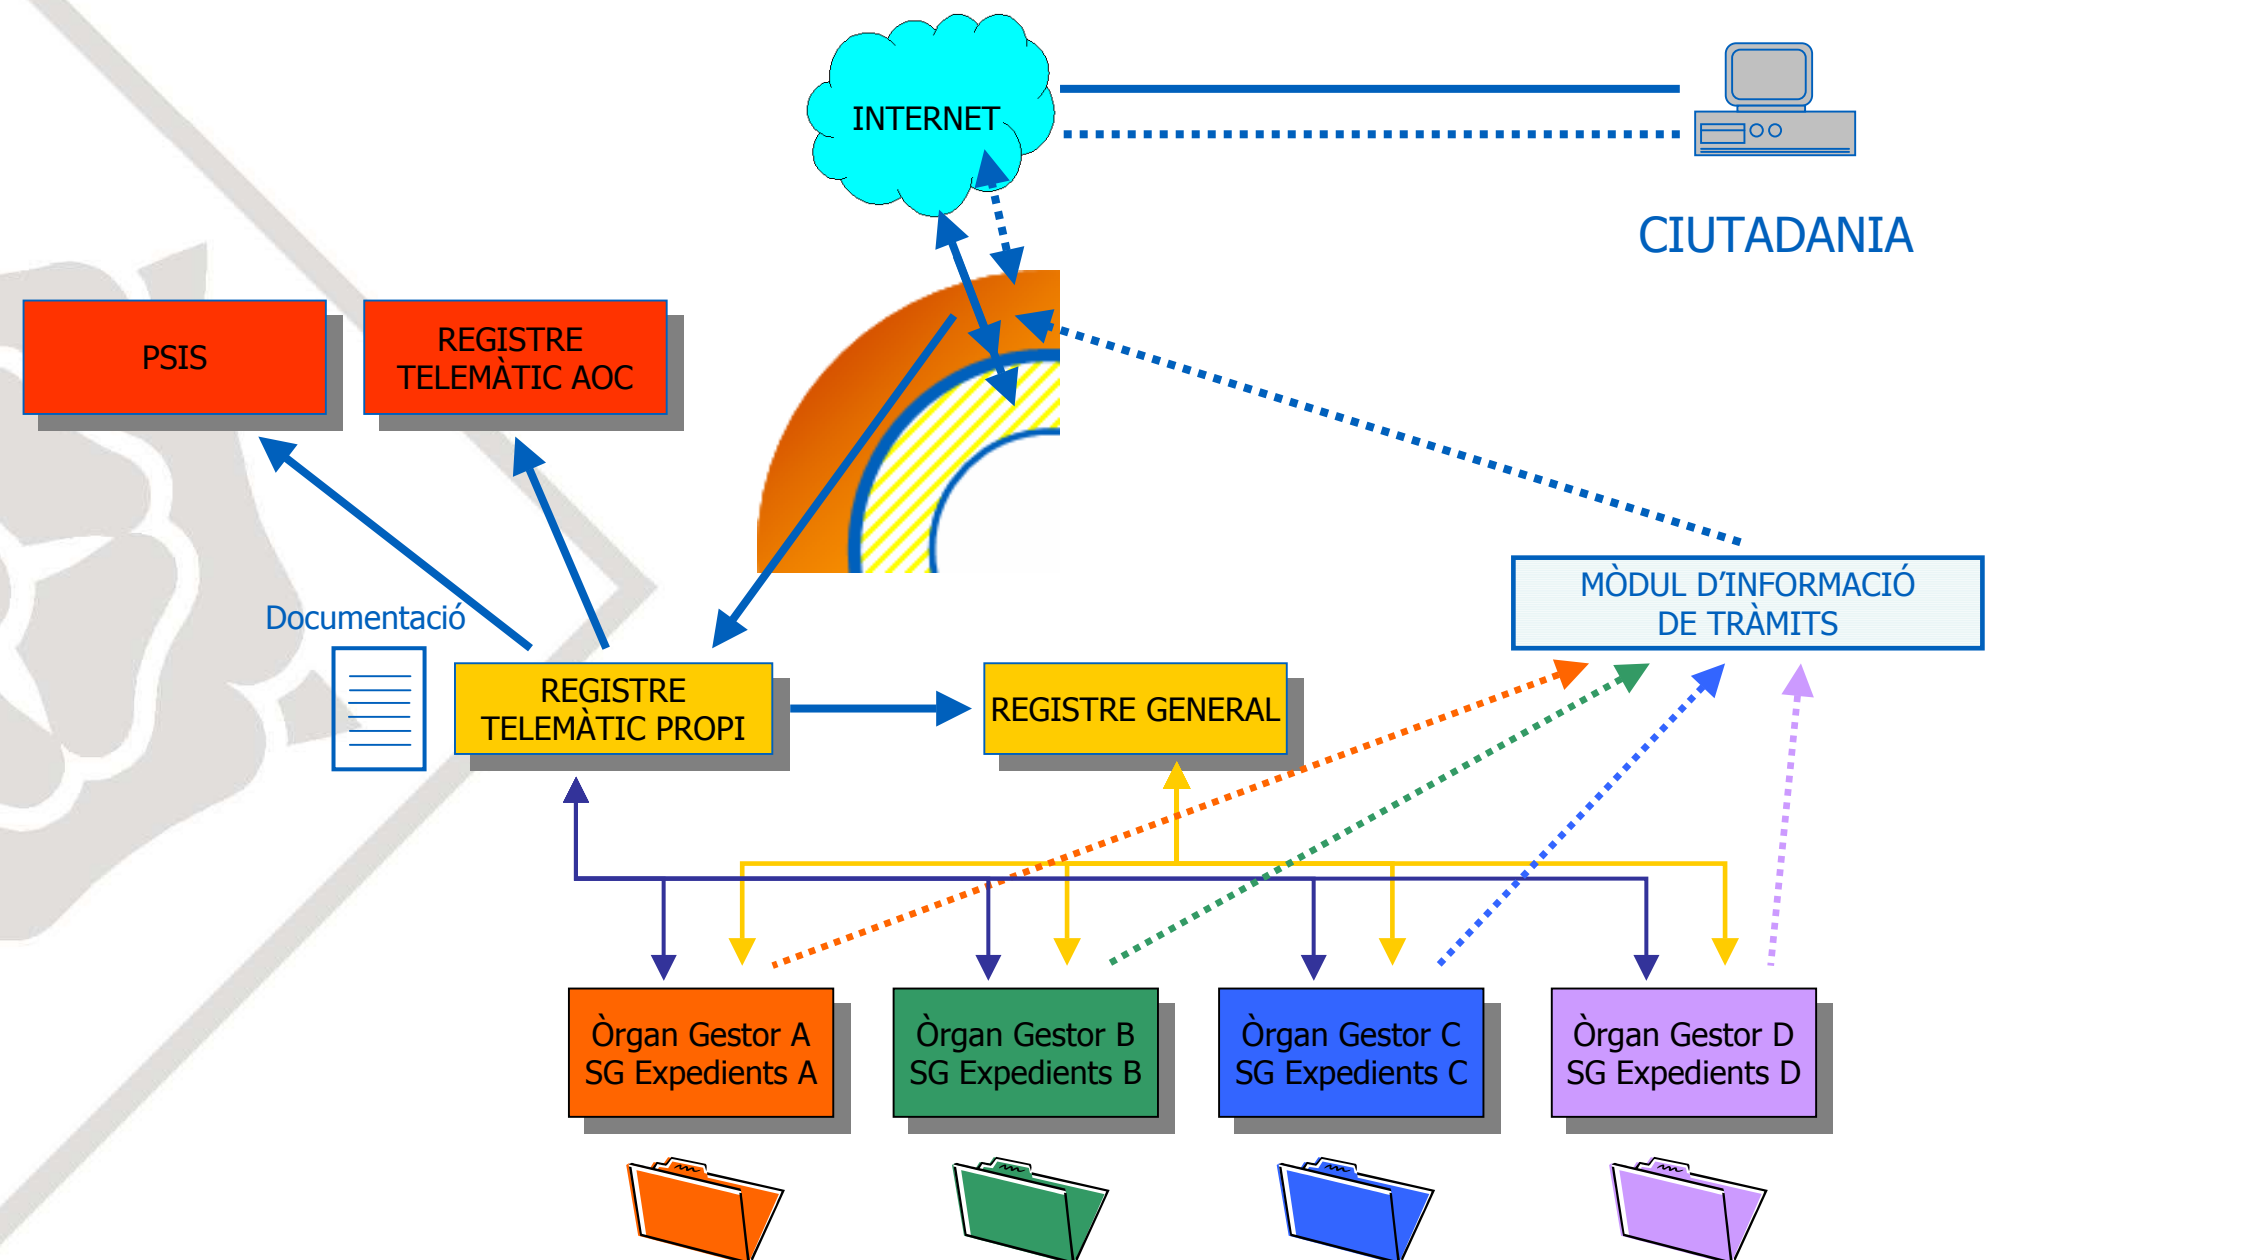 INTERNET
CIUTADANIA
PSIS
REGISTRE
TELEMÀTIC AOC
MÒDUL D’INFORMACIÓ
DE TRÀMITS
Documentació
REGISTRE
TELEMÀTIC PROPI
REGISTRE GENERAL
Òrgan Gestor A
SG Expedients A
Òrgan Gestor B
SG Expedients B
Òrgan Gestor C
SG Expedients C
Òrgan Gestor D
SG Expedients D